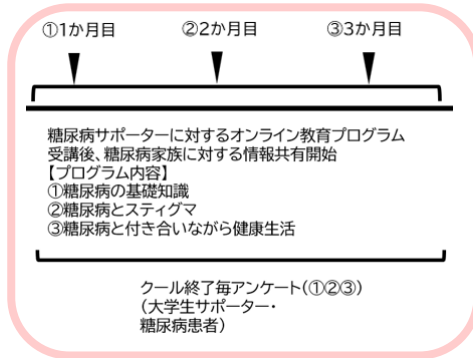 ①1か月目 ②2か月目 ③3か月目
糖尿病サポーターに対するオンライン教育プログラム
受講後、糖尿病家族に対する情報共有開始
【プログラム内容】
①糖尿病の基礎知識
②糖尿病とスティグマ
③糖尿病と付き合いながら健康生活
クール終了毎アンケート(①②③)
(大学生サポーター・
糖尿病患者)